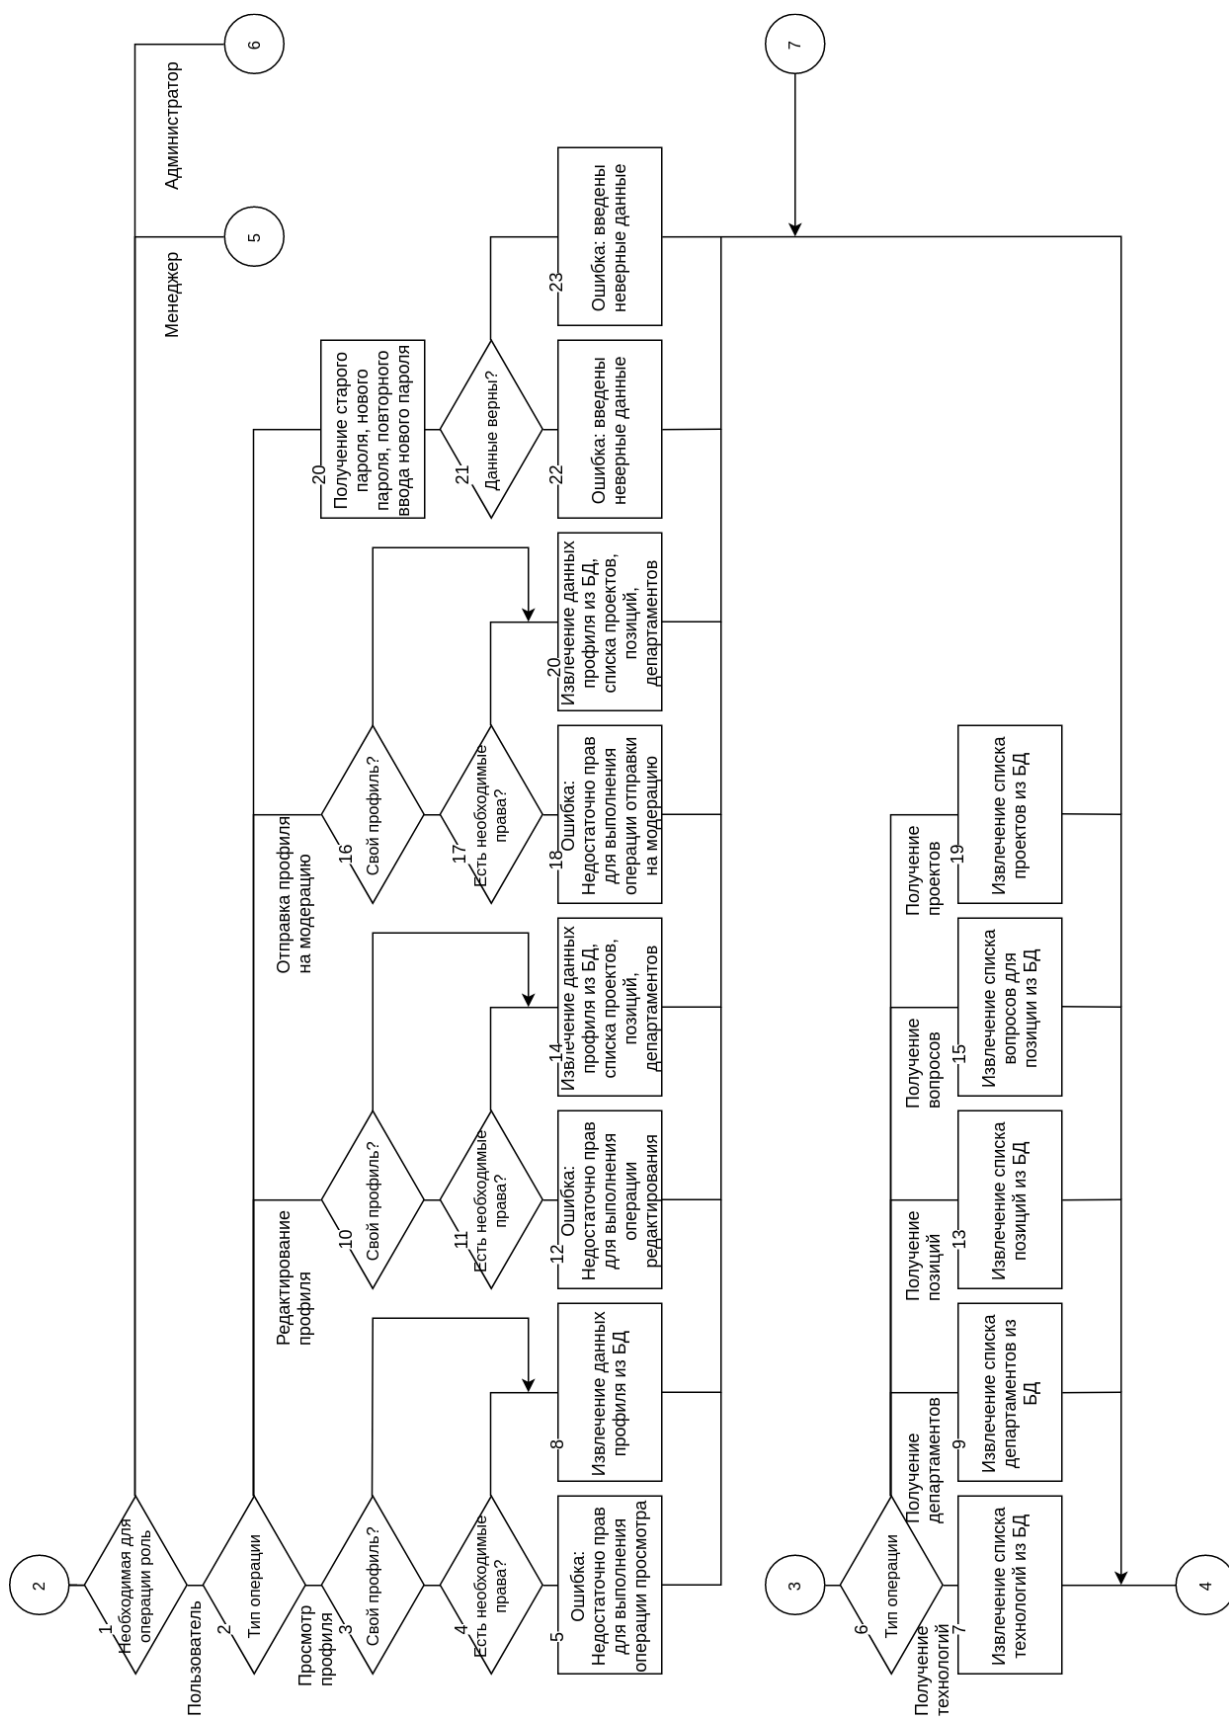 2
1
Необходимая для
операции роль
Пользователь
Менеджер
5
Администратор
6
2
Тип операции
Просмотр
профиля
3
Свой профиль?
4
Есть необходимые
права?
5
Ошибка:
Недостаточно прав
для выполнения
операции просмотра
8
Извлечение данных
профиля из БД
Редактирование
профиля
10
Свой профиль?
11
Есть необходимые
права?
12
Ошибка:
Недостаточно прав
для выполнения
операции
редактирования
14
Извлечение данных
профиля из БД,
списка проектов,
позиций,
департаментов
Отправка профиля
на модерацию
16
Свой профиль?
17
Есть необходимые
права?
18
Ошибка:
Недостаточно прав
для выполнения
операции отправки
на модерацию
20
Извлечение данных
профиля из БД,
списка проектов,
позиций,
департаментов
20
Получение старого
пароля, нового
пароля, повторного
ввода нового пароля
21
Данные верны?
22
Ошибка: введены
неверные данные
23
Ошибка: введены
неверные данные
7
3
6
Тип операции
Получение
технологий
7
Извлечение списка
технологий из БД
Получение
департаментов
9
Извлечение списка
департаментов из
БД
Получение
позиций
13
Извлечение списка
позиций из БД
Получение
вопросов
15
Извлечение списка
вопросов для
позиции из БД
Получение
проектов
19
Извлечение списка
проектов из БД
4